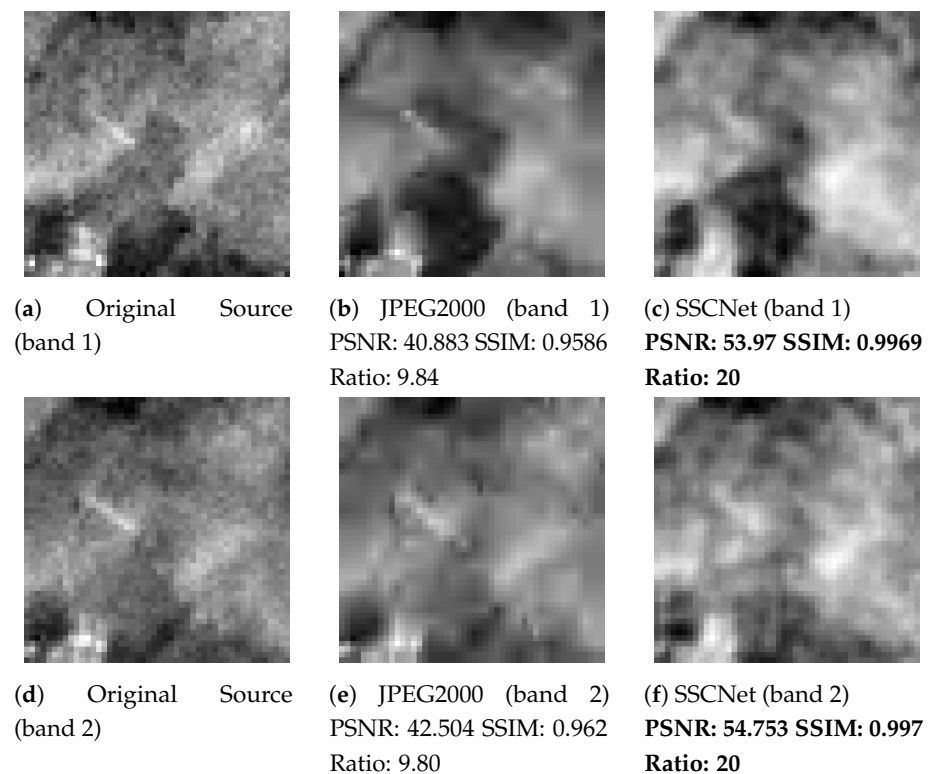 (a) Original Source
(band 1)
(b) JPEG2000 (band 1)
PSNR: 40.883 SSIM: 0.9586
Ratio: 9.84
(c) SSCNet (band 1)
PSNR: 53.97 SSIM: 0.9969
Ratio: 20
(d) Original Source
(band 2)
(e) JPEG2000 (band 2)
PSNR: 42.504 SSIM: 0.962
Ratio: 9.80
(f) SSCNet (band 2)
PSNR: 54.753 SSIM: 0.997
Ratio: 20